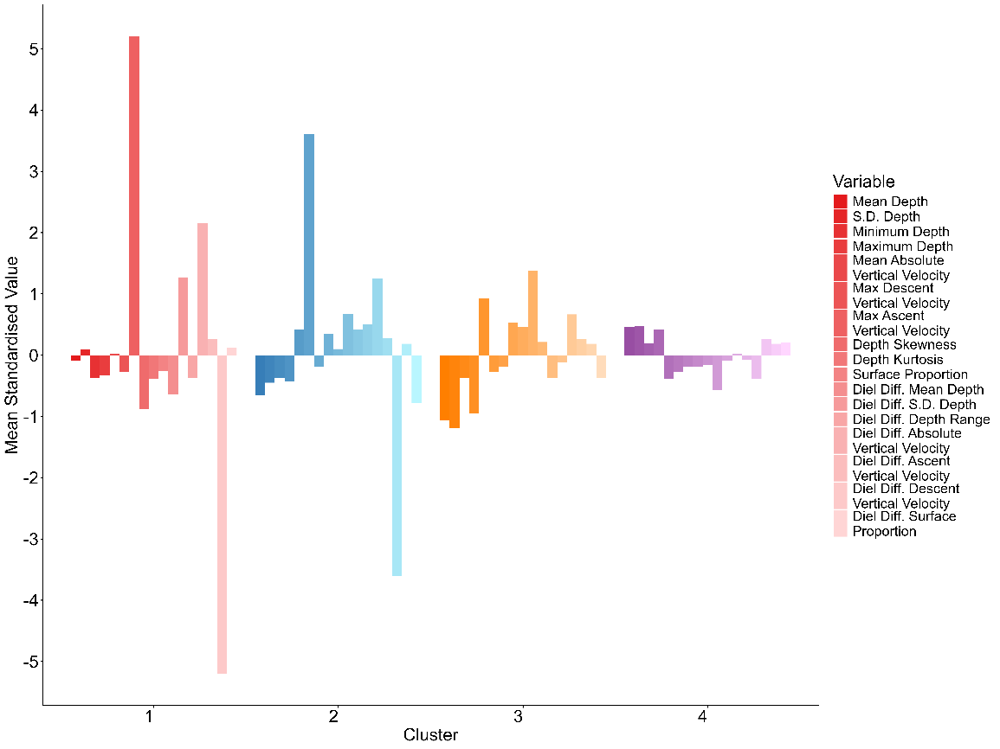 5
4
3
2
1
0
-1
-2
-3
-4
-5
Mean Standardised Value
1
2
3
4
Cluster
Variable
Mean Depth
S.D. Depth
Minimum Depth
Maximum Depth
Mean Absolute
Vertical Velocity
Max Descent
Vertical Velocity
Max Ascent
Vertical Velocity
Depth Skewness
Depth Kurtosis
Surface Proportion
Diel Diff. Mean Depth
Diel Diff. S.D. Depth
Diel Diff. Depth Range
Diel Diff. Absolute
Vertical Velocity
Diel Diff. Ascent
Vertical Velocity
Diel Diff. Descent
Vertical Velocity
Diel Diff. Surface
Proportion